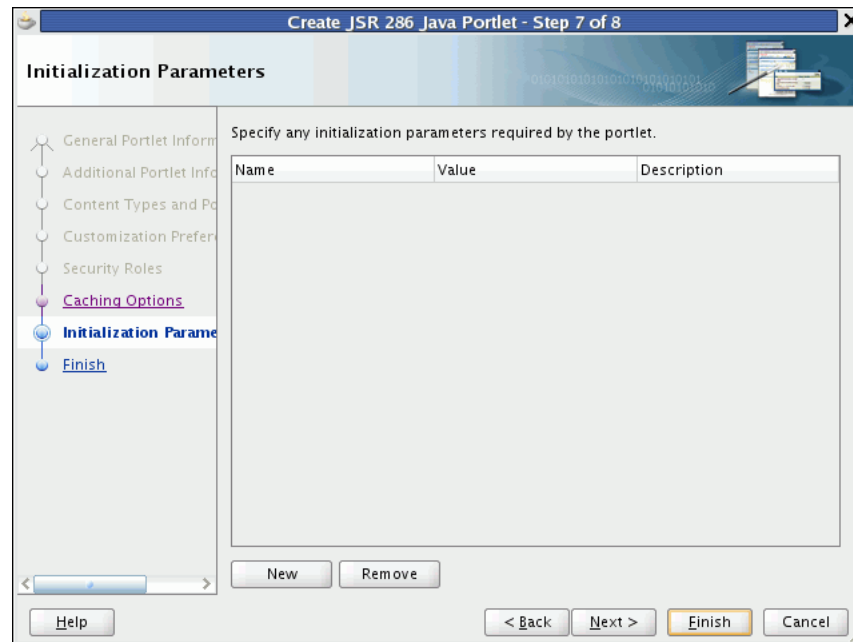 Create JSR 286 Java Portlet - Step 7 of 8
Initialization Parameters
General Portlet Inform
Additional Portlet Info
Content Types and Po
Customization Prefere
Security Roles
Caching Options
Initialization Parame
Finish
Specify any initialization parameters required by the portlet.
Name Value Description
New Remove
Help < Back Next > Finish Cancel